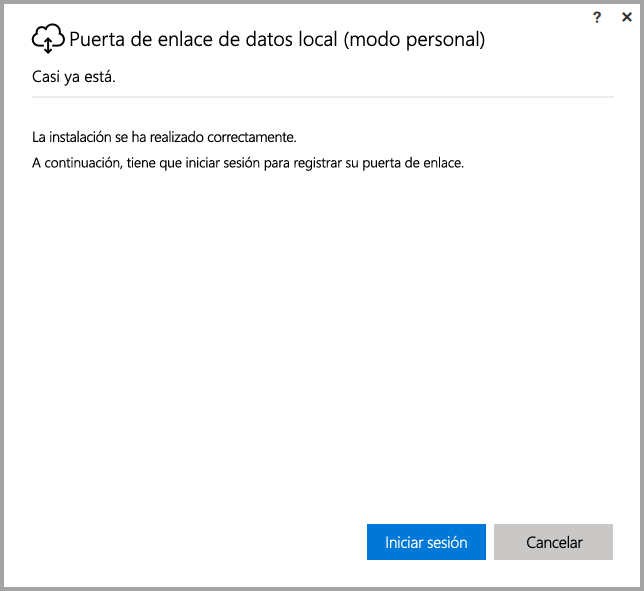 ?
Puerta de enlace de datos local (modo personal)
Casi ya está.
La instalación se ha realizado correctamente.
A continuación, tiene que iniciar sesión para registrar su puerta de enlace.
Iniciar sesión
Cancelar